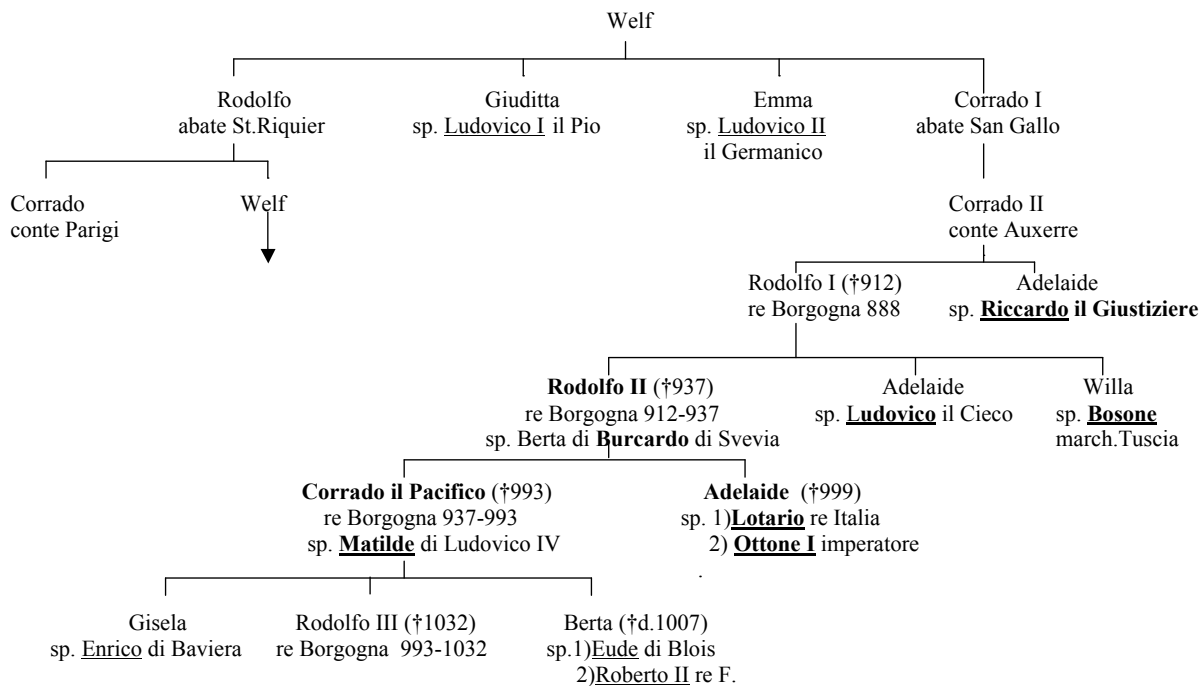 Welf
Rodolfo
abate St.Riquier
Giuditta
sp. Ludovico I il Pio
Emma
sp. Ludovico II
il Germanico
Corrado I
abate San Gallo
Corrado
conte Parigi
Welf
Corrado II
conte Auxerre
Rodolfo I (†912)
re Borgogna 888
Adelaide
sp. Riccardo il Giustiziere
Rodolfo II (†937)
re Borgogna 912-937
sp. Berta di Burcardo di Svevia
Adelaide
sp. Ludovico il Cieco
Willa
sp. Bosone
march.Tuscia
Corrado il Pacifico (†993)
re Borgogna 937-993
sp. Matilde di Ludovico IV
Adelaide (†999)
sp. 1)Lotario re Italia
2) Ottone I imperatore
Gisela
sp. Enrico di Baviera
Rodolfo III (†1032)
re Borgogna 993-1032
Berta (†d.1007)
sp.1)Eude di Blois
2)Roberto II re F.